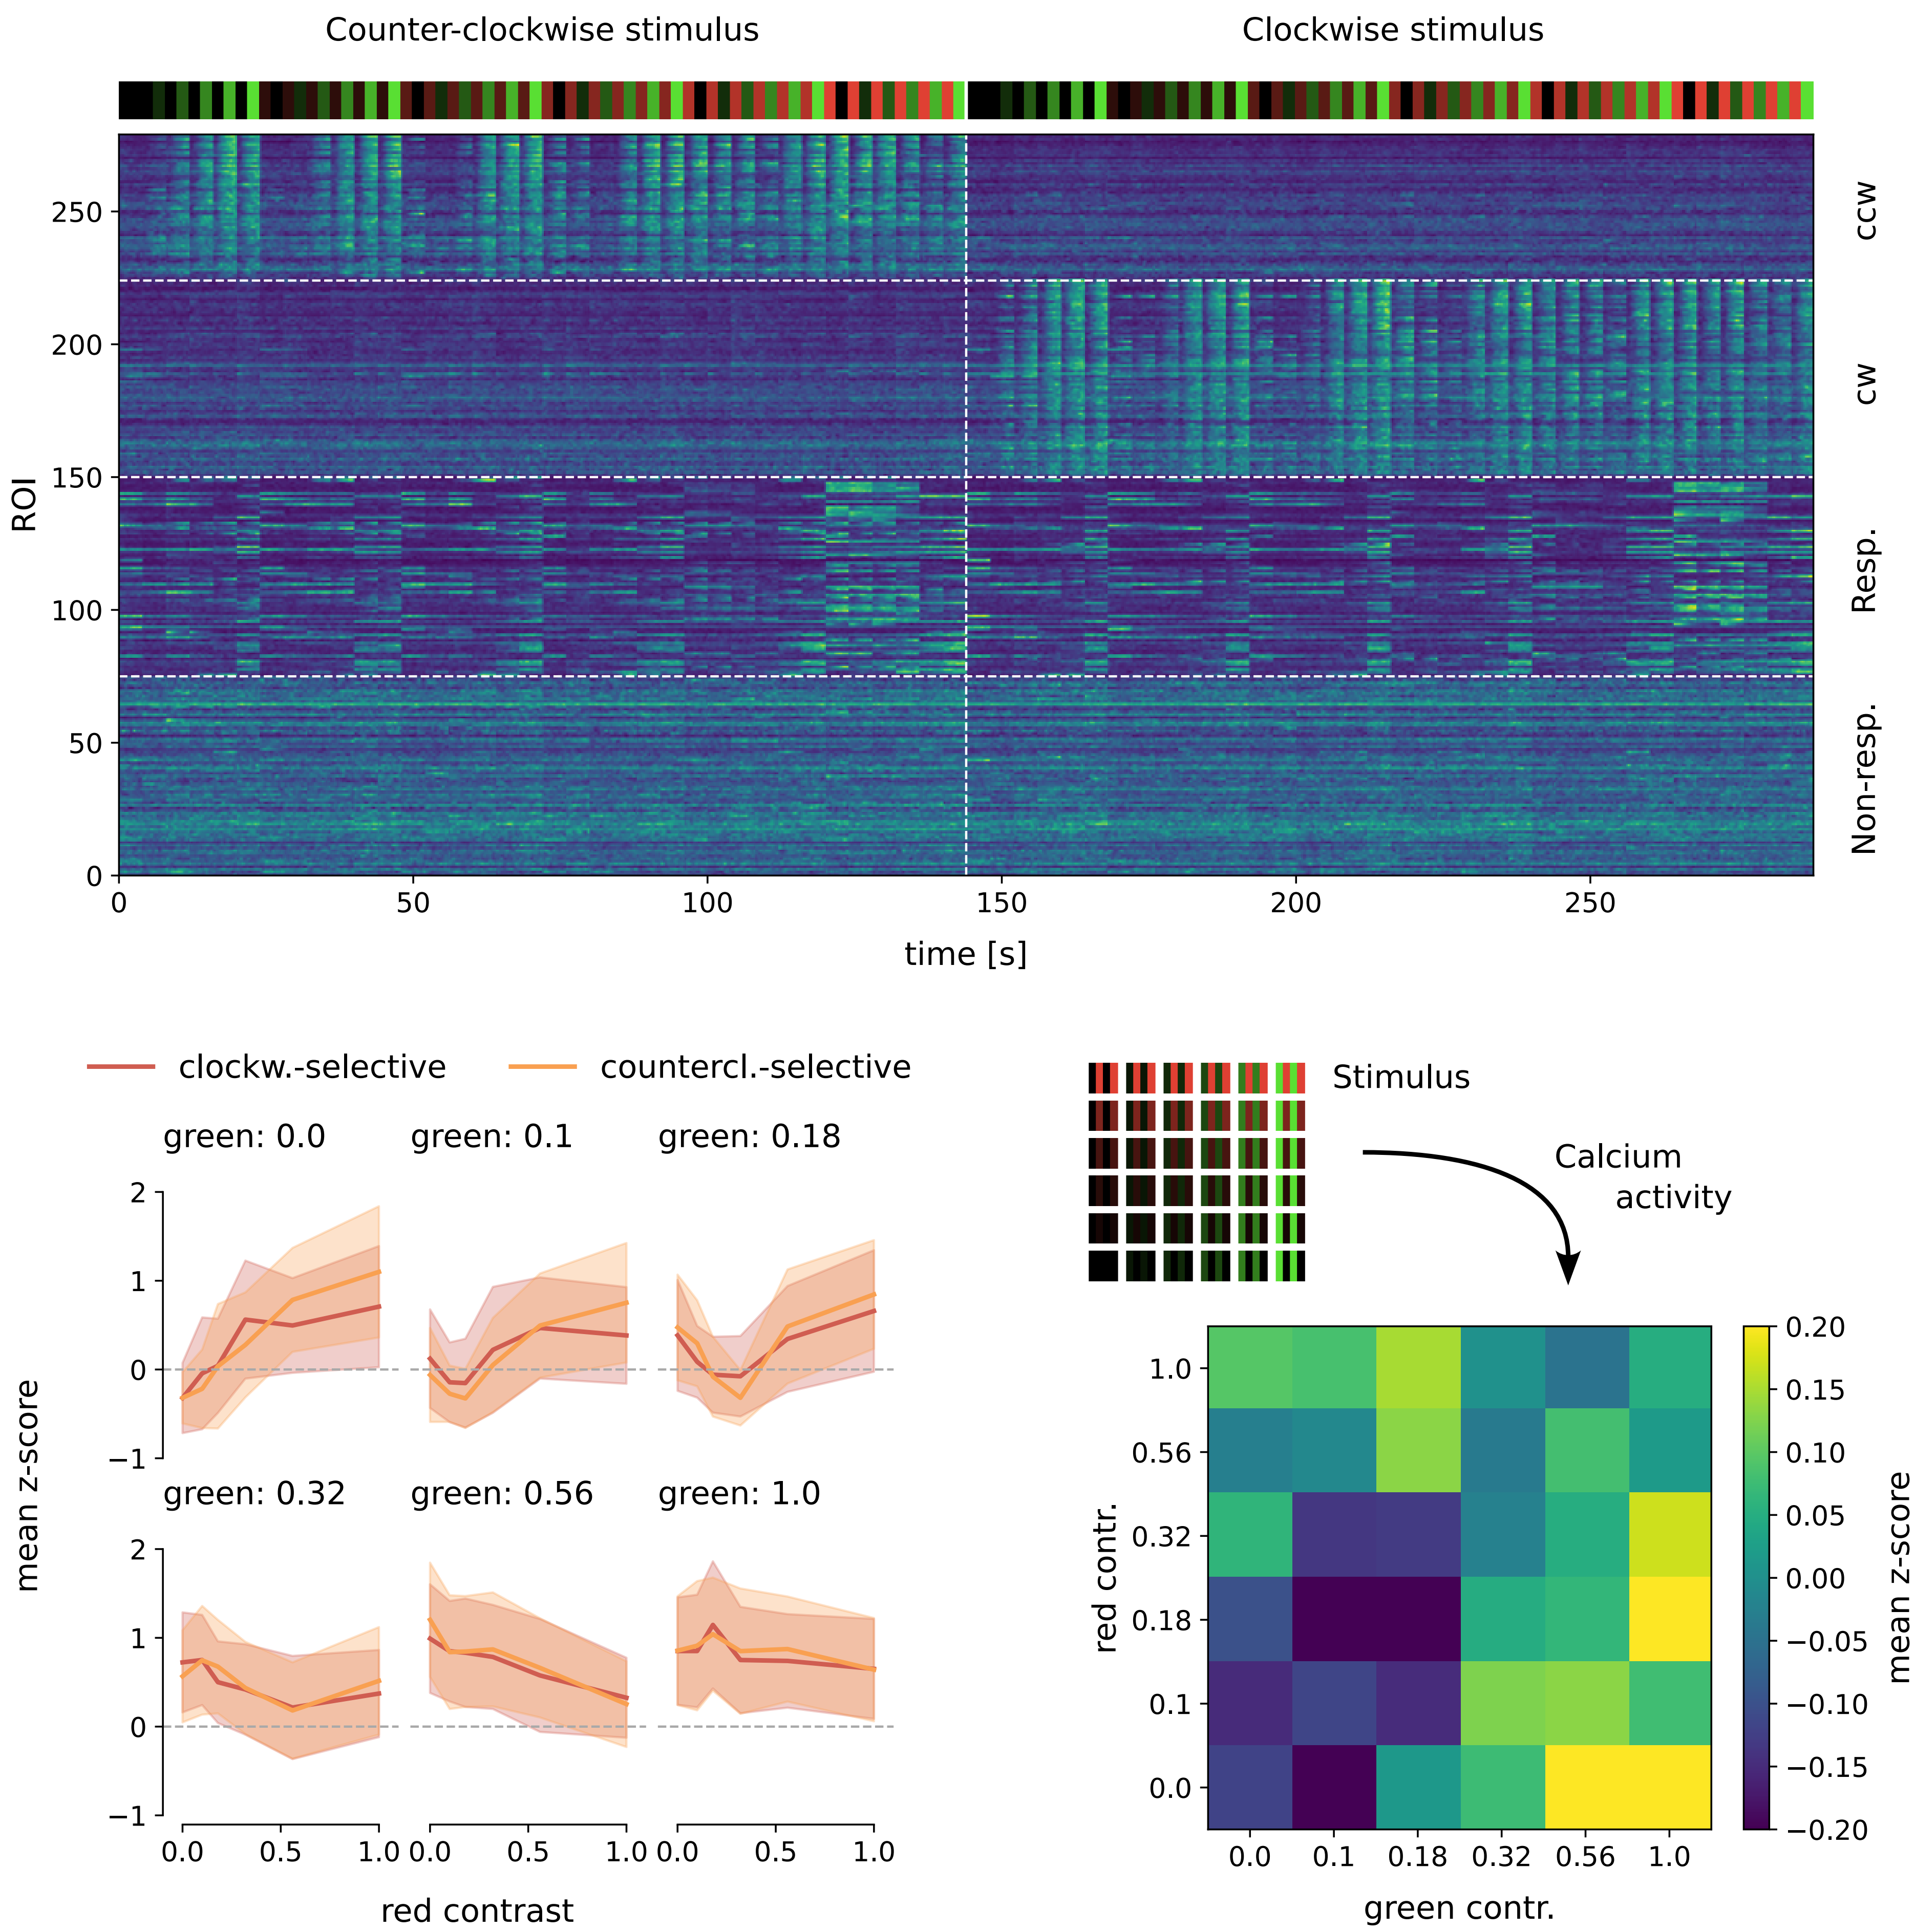 Counter-clockwise stimulus
Clockwise stimulus
250
200
150
100
50
0
ROI
ccw
cw
Resp.
Non-resp.
0
50
100
150
200
250
time [s]
clockw.-selective
countercl.-selective
green: 0.0
green: 0.1
green: 0.18
2
1
0
−1
green: 0.32
green: 0.56
green: 1.0
2
1
0
−1
mean z-score
0.0
0.5
1.0
0.0
0.5
1.0
0.0
0.5
1.0
red contrast
Stimulus
Calcium
activity
1.0
0.56
0.32
0.18
0.1
0.0
red contr.
0.0
0.1
0.18
0.32
0.56
1.0
green contr.
0.20
0.15
0.10
0.05
0.00
−0.05
−0.10
−0.15
−0.20
mean z-score